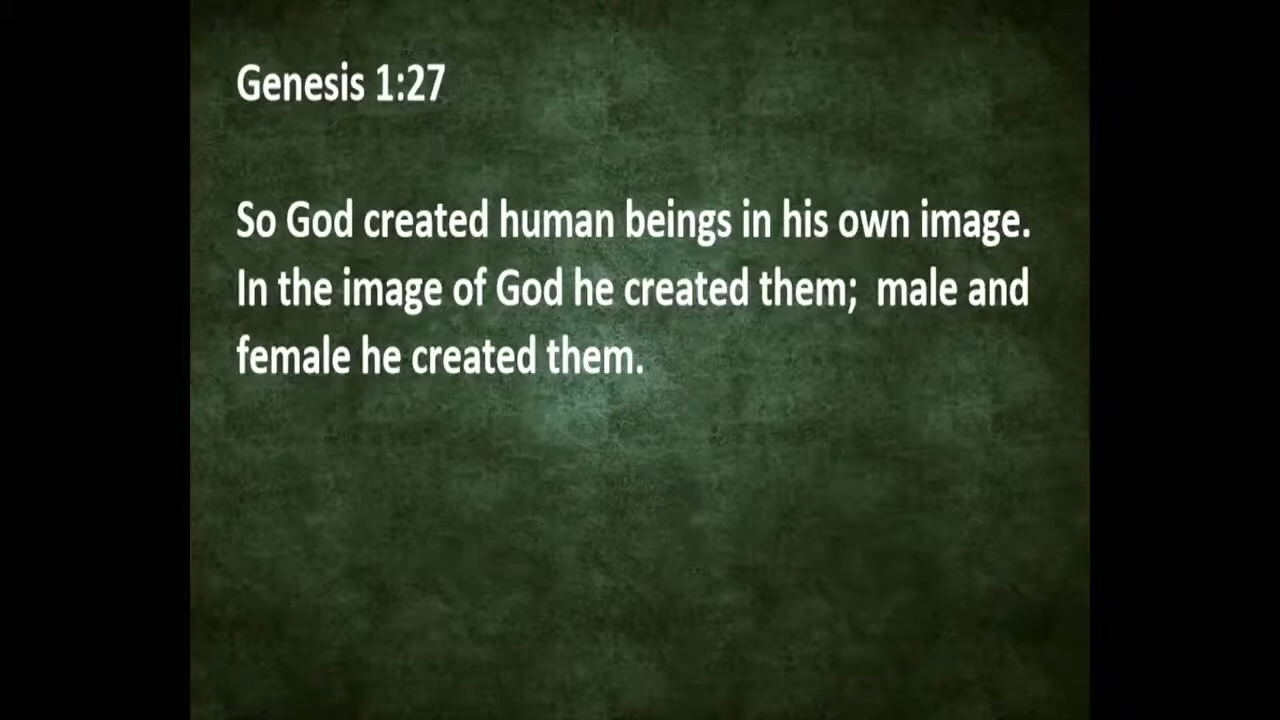 Genesis 1:27
So God created human beings in his own image.
In the image of God he created them;  male and
female he created them.